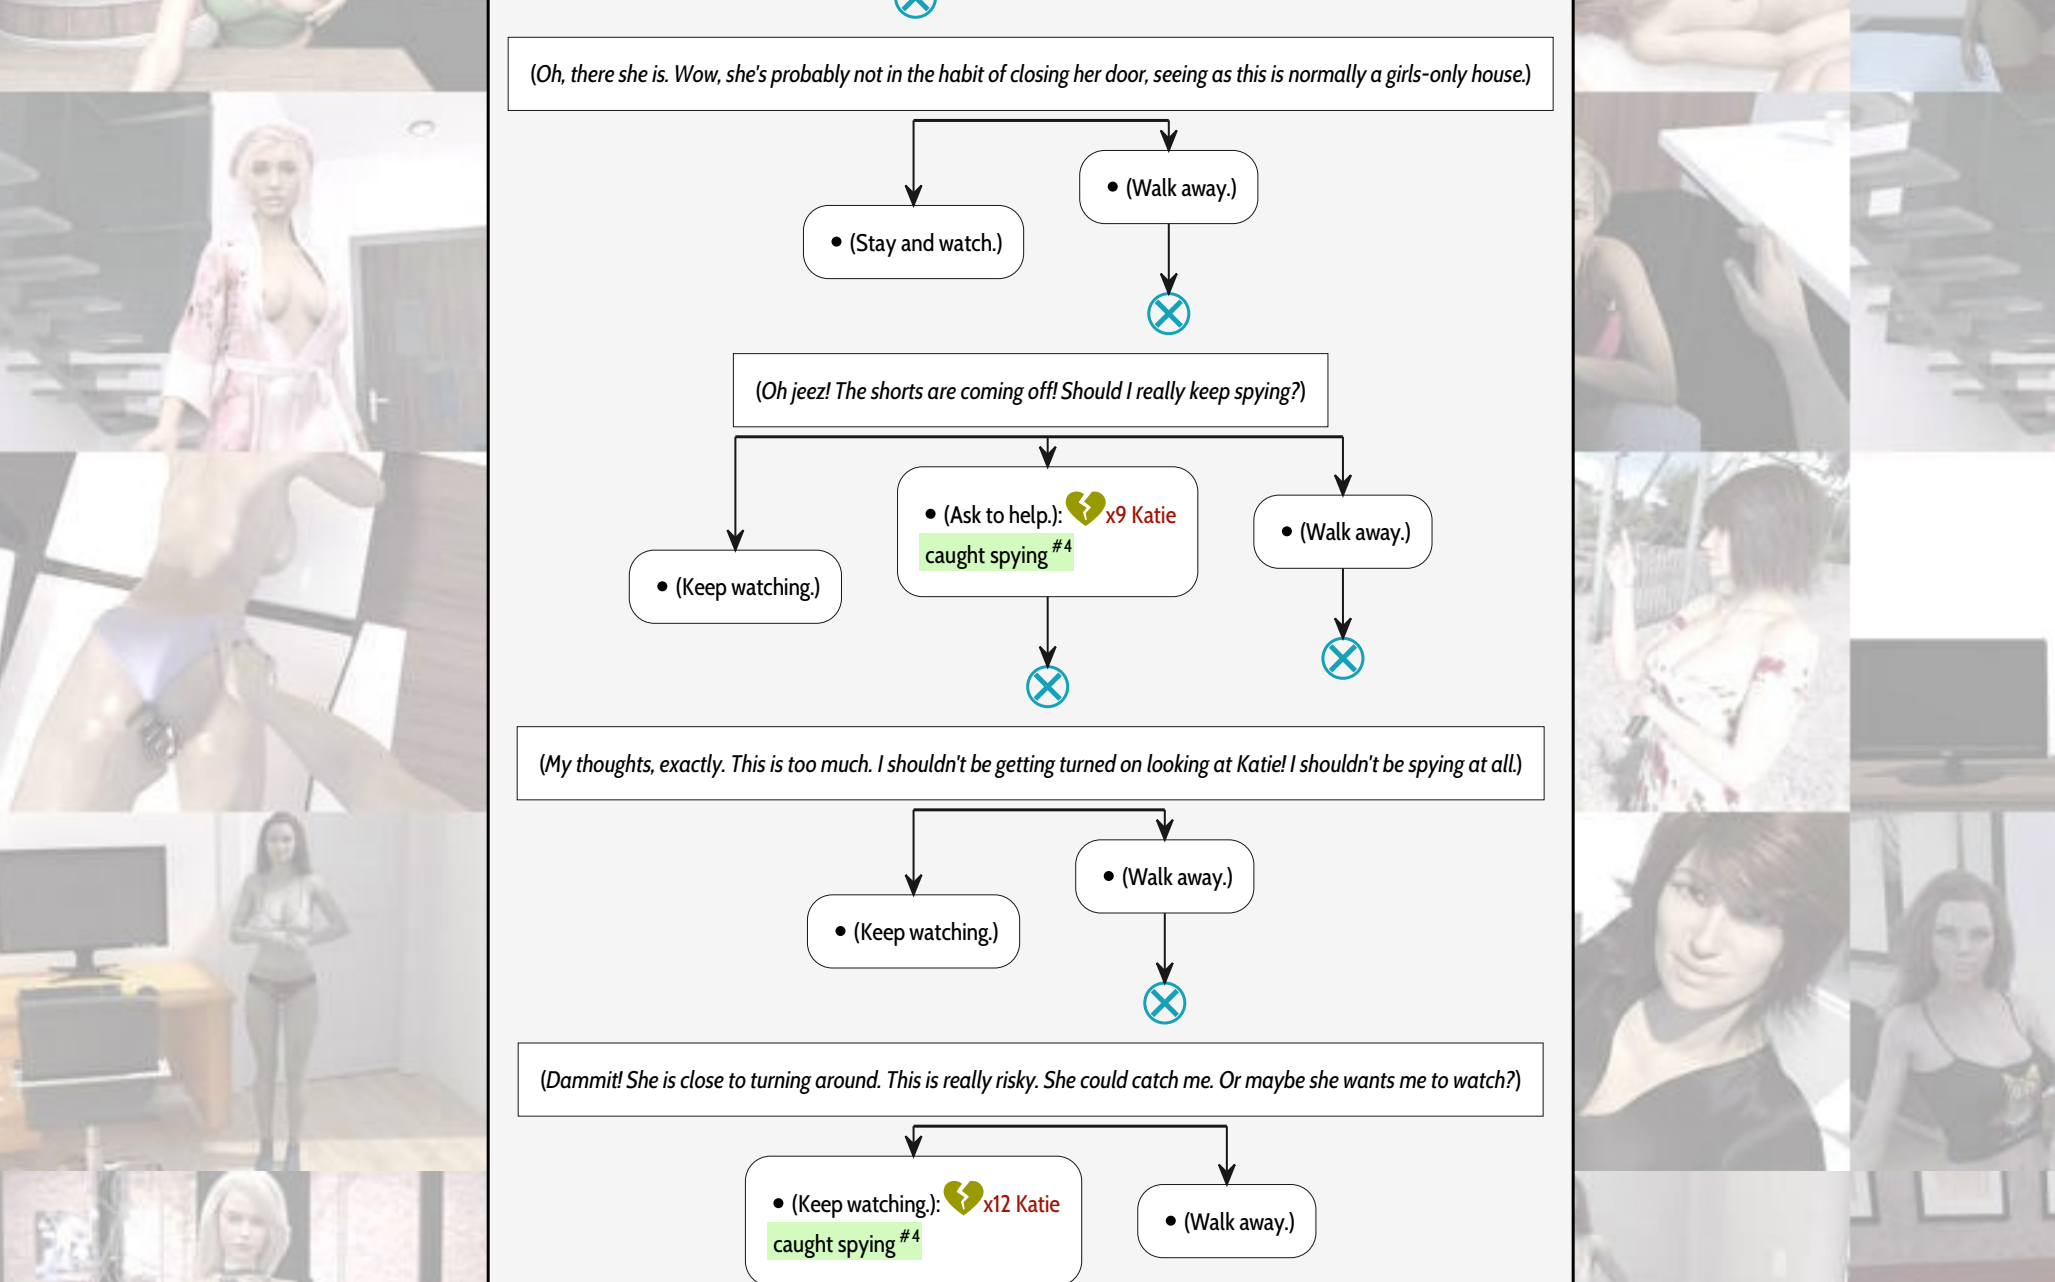 (Oh, there she is. Wow, she's probably not in the habit of closing her door, seeing as this is normally a girls-only house.)
• (Walk away.)
• (Stay and watch.)
(Oh jeez! The shorts are coming off! Should I really keep spying?)
• (Ask to help.): x9 Katie
caught spying #4
• (Walk away.)
• (Keep watching.)
(My thoughts, exactly. This is too much. I shouldn't be getting turned on looking at Katie! I shouldn't be spying at all.)
• (Walk away.)
• (Keep watching.)
(Dammit! She is close to turning around. This is really risky. She could catch me. Or maybe she wants me to watch?)
• (Keep watching.): x12 Katie
caught spying #4
• (Walk away.)